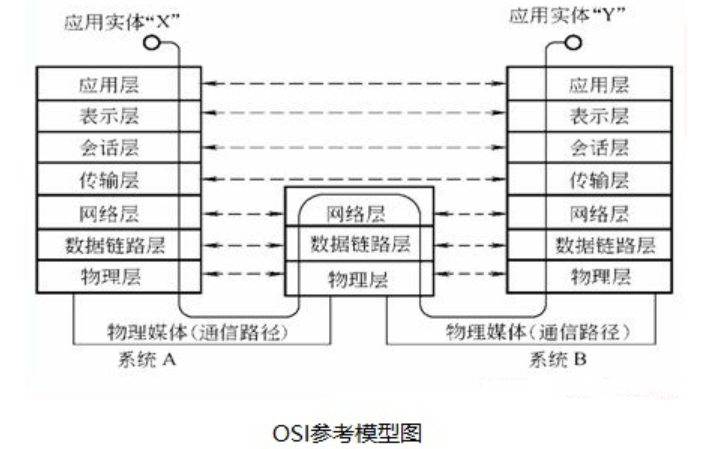 应用实体“X”
应用实体“Y”
应用层
应用层
表示层
表示层
会话层
会话层
传输层
传输层
网络层
网络层
网络层
数据链路层
数据链路层
数据链路层
物理层
物理层
物理层
物理媒体(通信路径)
物理媒体(通信路径)
系统 A
系统 B
OSI参考模型图